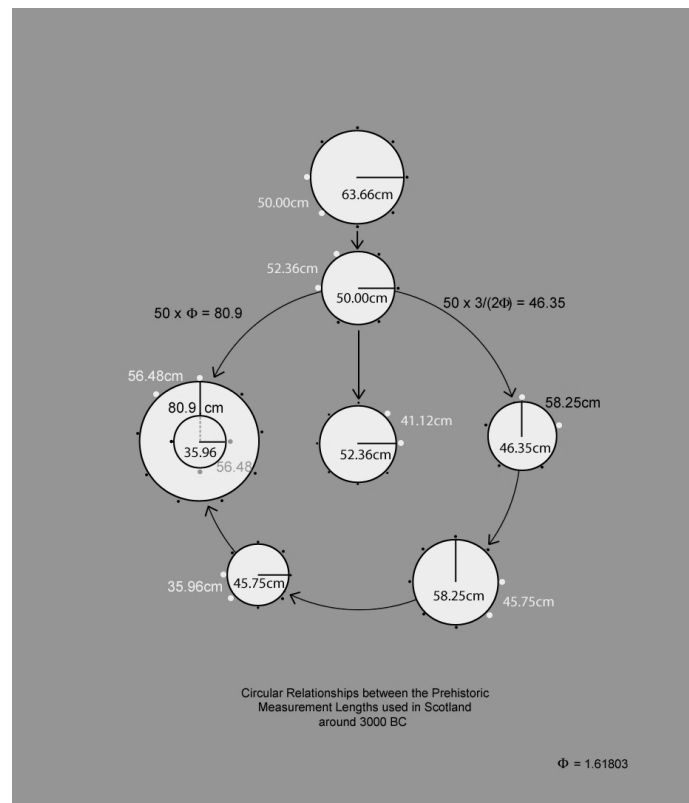 63.66cm
50.00cm
52.36cm
50.00cm
50 x Φ = 80.9
50 x 3/(2Φ) = 46.35
56.48cm
80.9 cm
35.96
56.48
41.12cm
52.36cm
58.25cm
46.35cm
35.96cm
45.75cm
58.25cm
45.75cm
Circular Relationships between the Prehistoric
Measurement Lengths used in Scotland
around 3000 BC
Φ = 1.61803